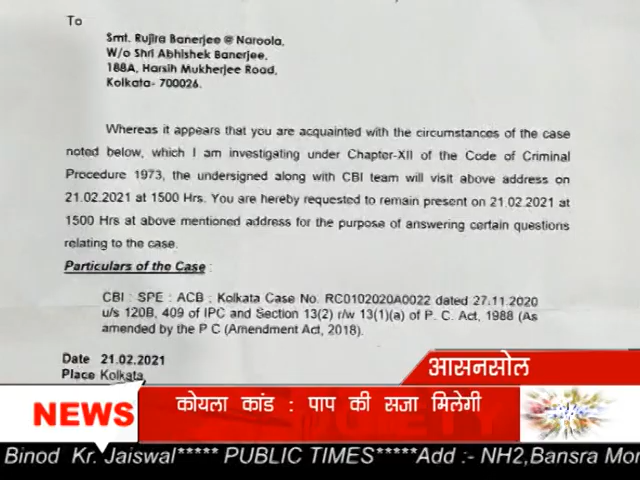 To
Smt. Rujira Banerjee @ Naroola,
W/o Shri Abhishek Banerjee,
188A, Harsih Mukherjee Road,
Kolkata- 700026.
Whereas it appears that you are acquainted with the circumstances of the case
noted below, which I am investigating under Chapter-XII of the Code of Criminal
Procedure 1973, the undersigned along with CBI team will visit above address on
21.02.2021 at 1500 Hrs. You are hereby requested to remain present on 21.02.2021 at
1500 Hrs at above mentioned address for the purpose of answering certain questions
relating to the case.
Particulars of the Case :
CBI : SPE : ACB : Kolkata Case No. RC0102020A0022 dated 27.11.2020
u/s 120B, 409 of IPC and Section 13(2) r/w 13(1)(a) of P. C. Act, 1988 (As
amended by the P C (Amendment Act, 2018).
Date 21.02.2021
Place Kolkata
आसनसोल
NEWS
कोयला कांड : पाप की सजा मिलेगी
Binod Kr. Jaiswal***** PUBLIC TIMES*****Add :- NH2,Bansra Mor